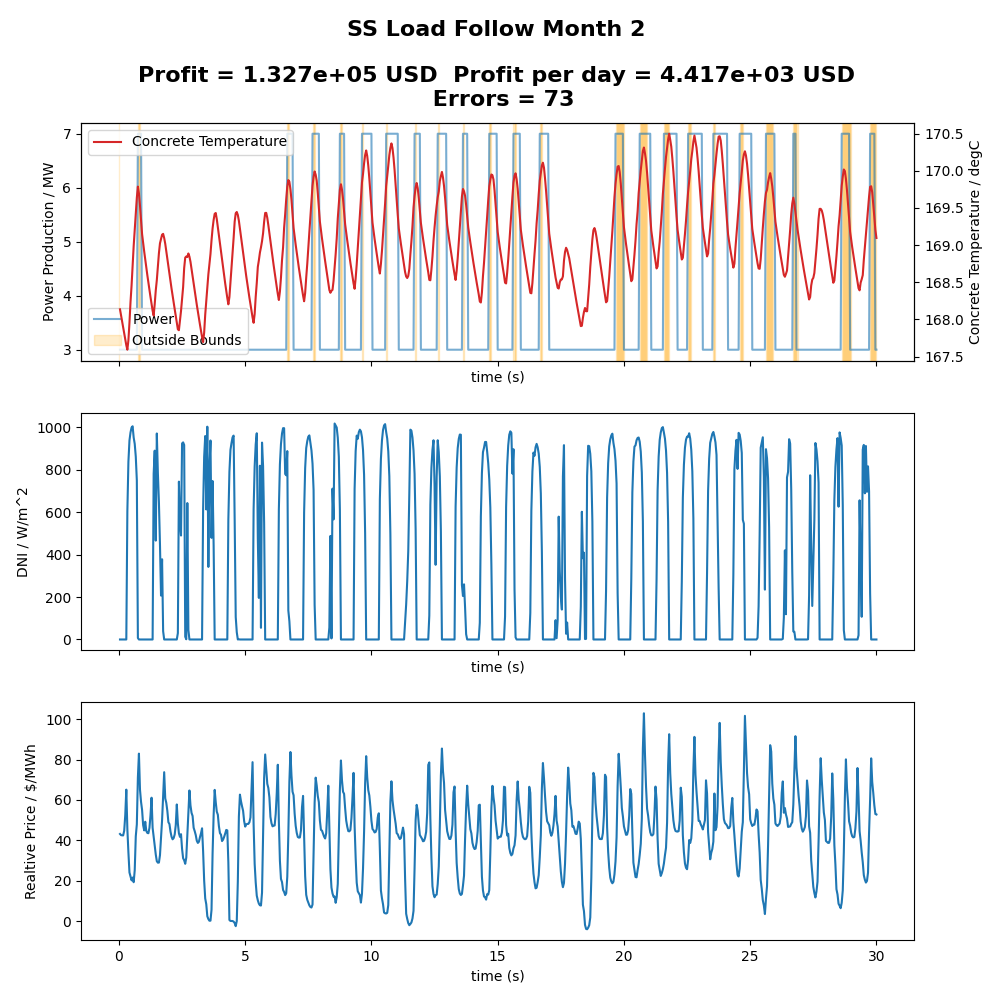 SS Load Follow Month 2
Profit = 1.327e+05 USD  Profit per day = 4.417e+03 USD
Errors = 73
7
6
5
4
3
Power Production / MW
Concrete Temperature
Power
Outside Bounds
170.5
170.0
169.5
169.0
168.5
168.0
167.5
Concrete Temperature / degC
time (s)
1000
800
600
400
200
0
DNI / W/m^2
time (s)
100
80
60
40
20
0
Realtive Price / $/MWh
0 5 10 15 20 25 30
time (s)